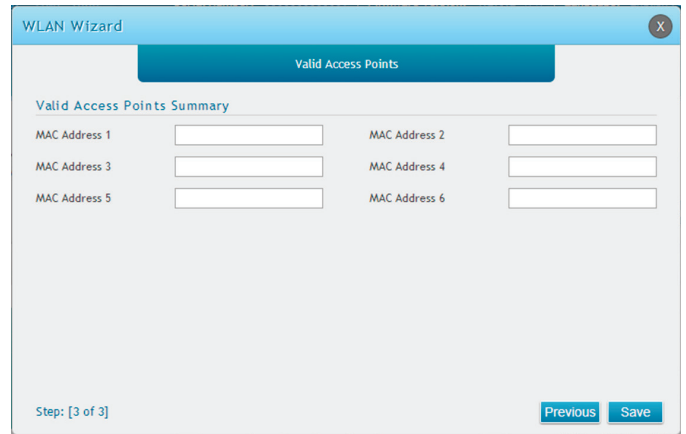 WLAN Wizard
X
Valid Access Points
Valid Access Points Summary
MAC Address 1 MAC Address 2
MAC Address 3 MAC Address 4
MAC Address 5 MAC Address 6
Step: [3 of 3] Previous Save